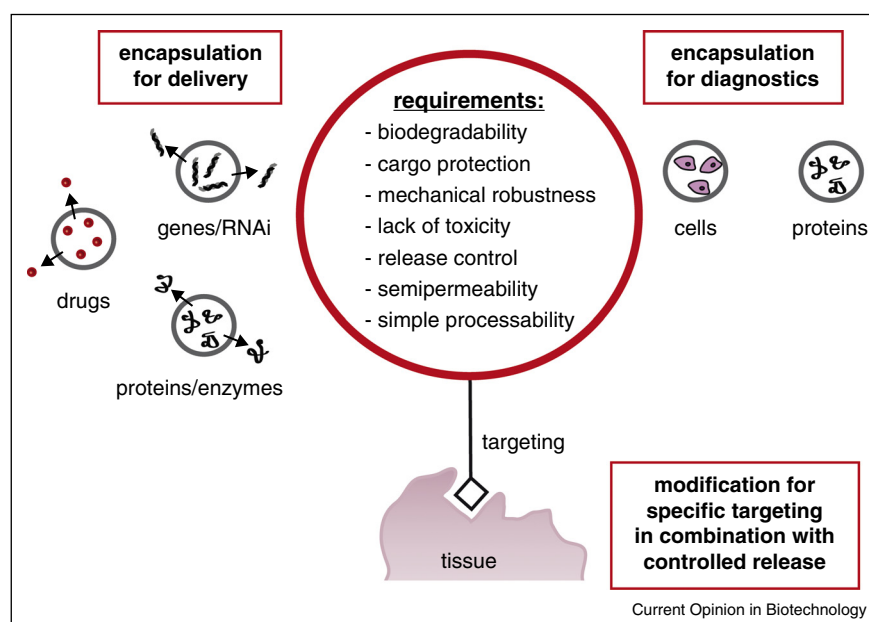 encapsulation
for delivery
genes/RNAi
drugs
proteins/enzymes
requirements:
- biodegradability
- cargo protection
- mechanical robustness
- lack of toxicity
- release control
- semipermeability
- simple processability
encapsulation
for diagnostics
cells
proteins
targeting
tissue
modification for
specific targeting
in combination with
controlled release
Current Opinion in Biotechnology